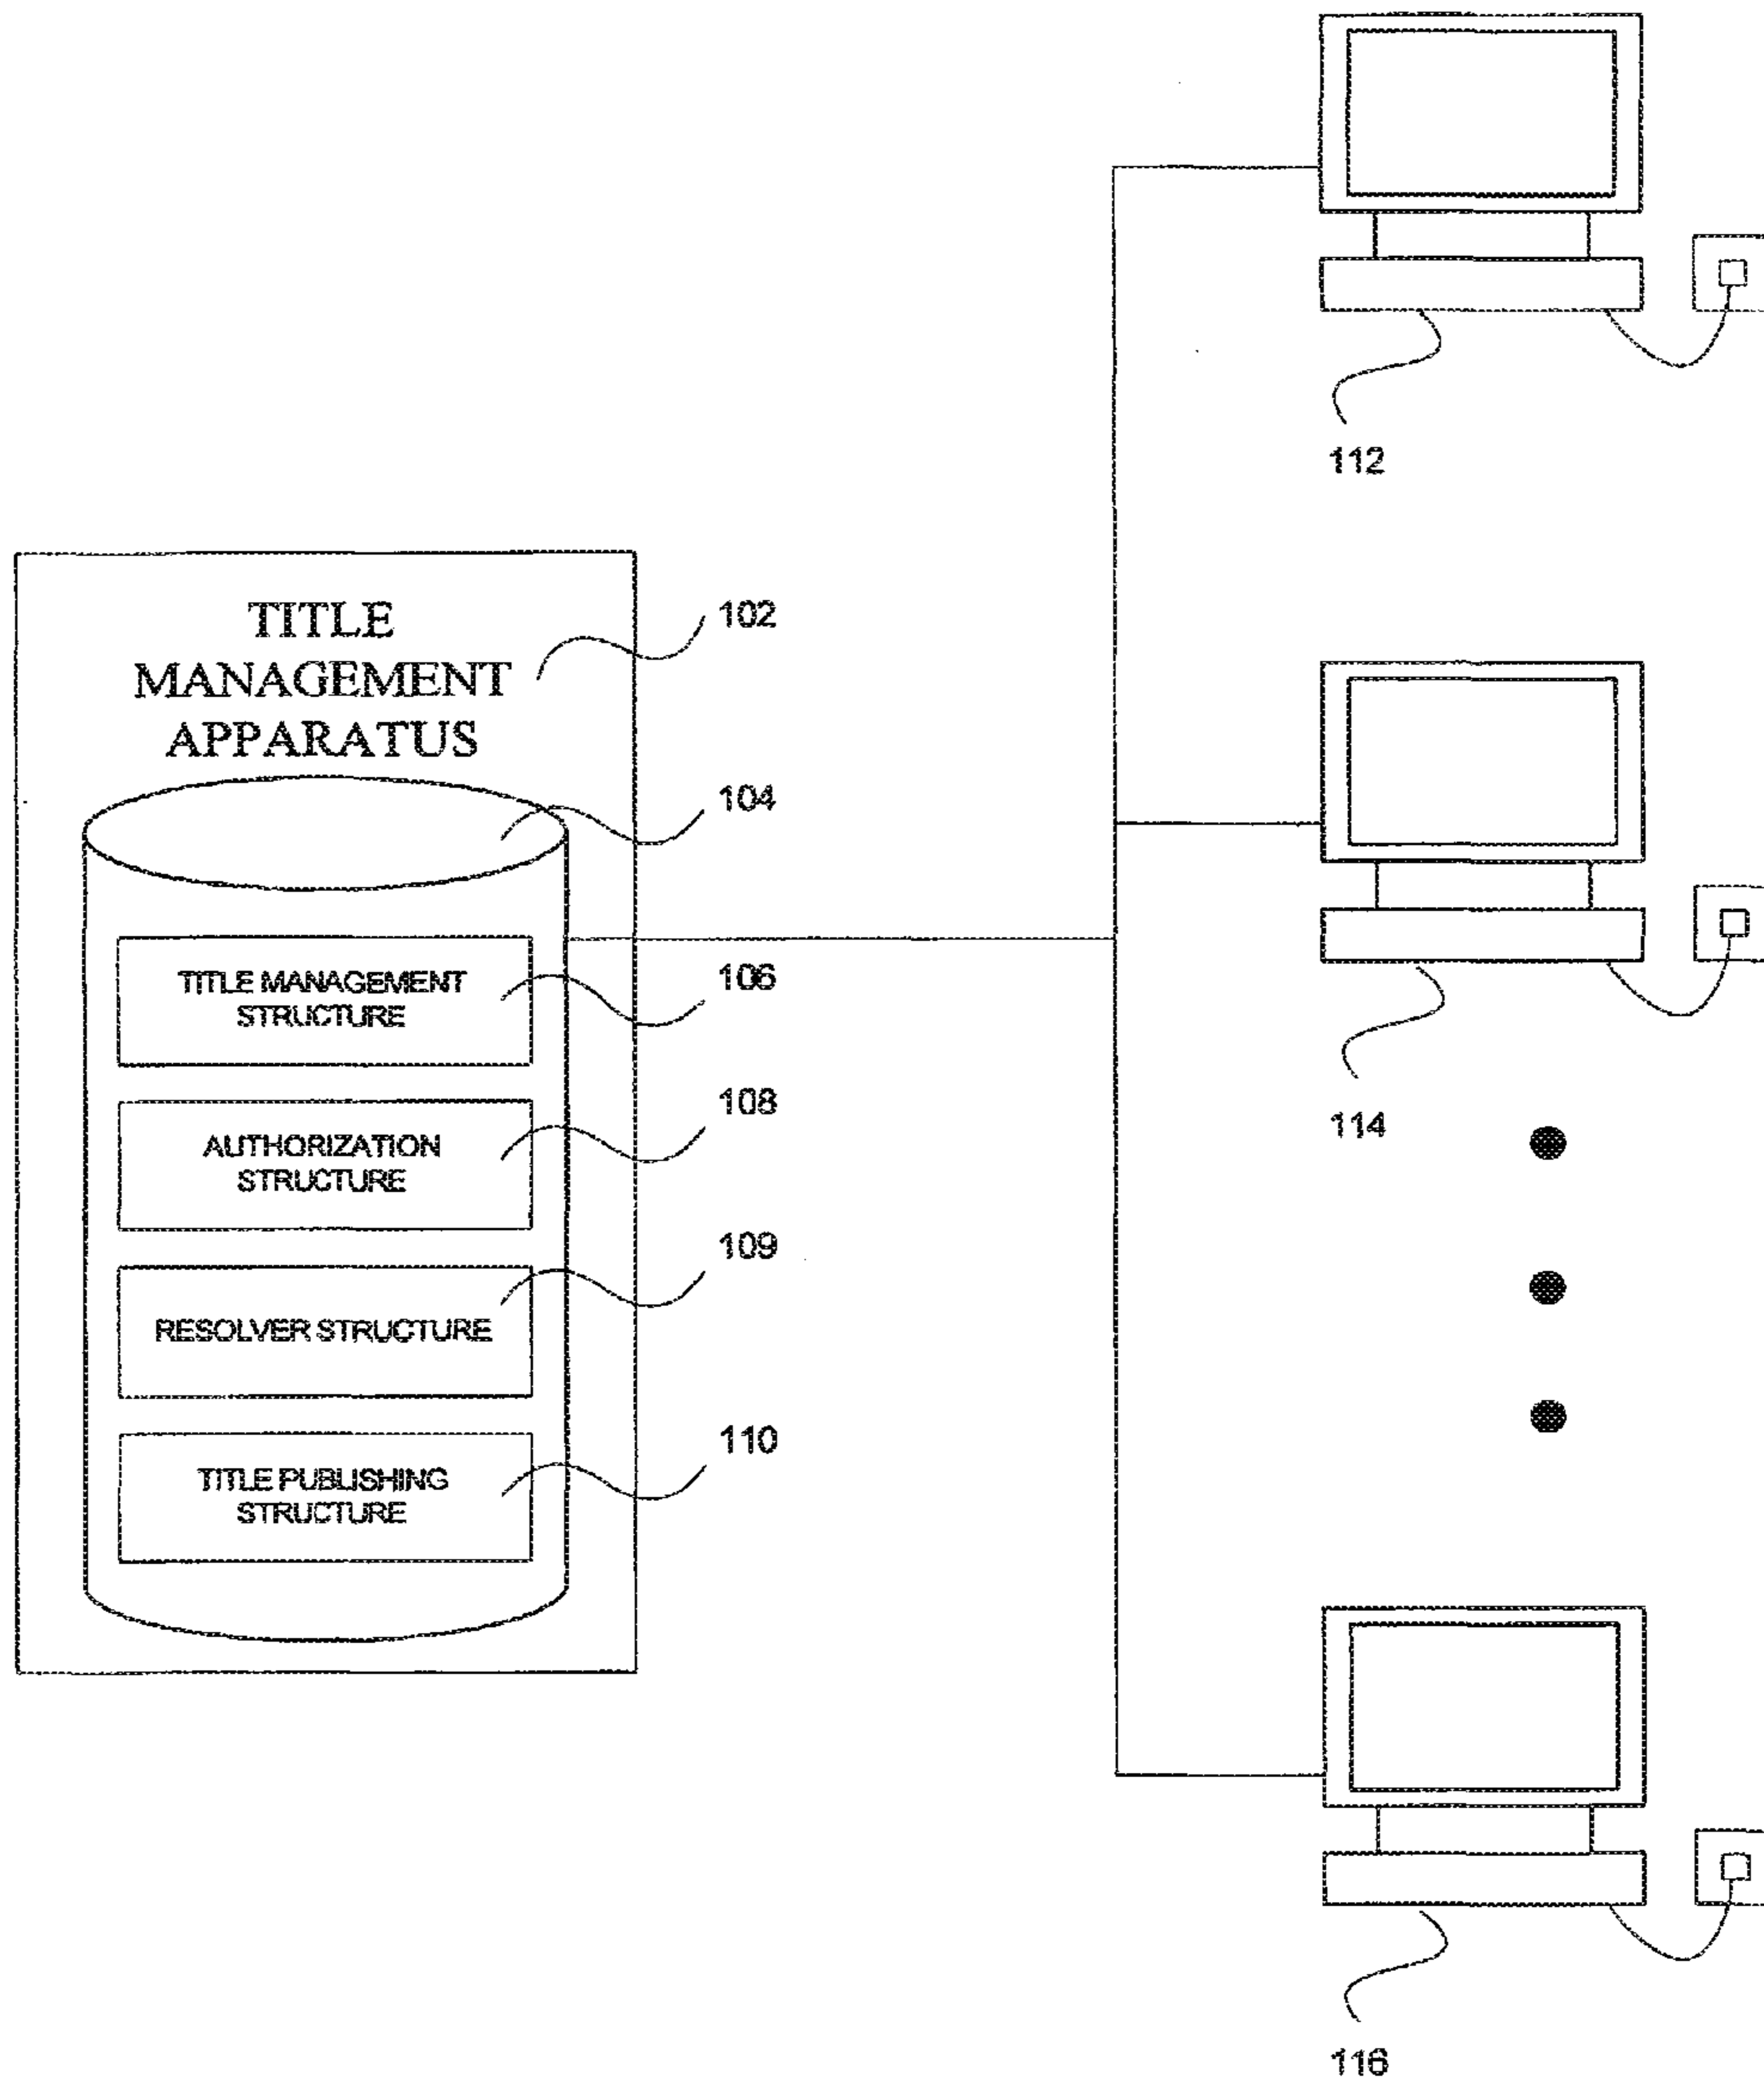 TITLE
MANAGEMENT
APPARATUS
102
104
TITLE MANAGEMENT
STRUCTURE
106
AUTHORIZATION
STRUCTURE
108
RESOLVER STRUCTURE
109
TITLE PUBLISHING
STRUCTURE
110
112
114
116